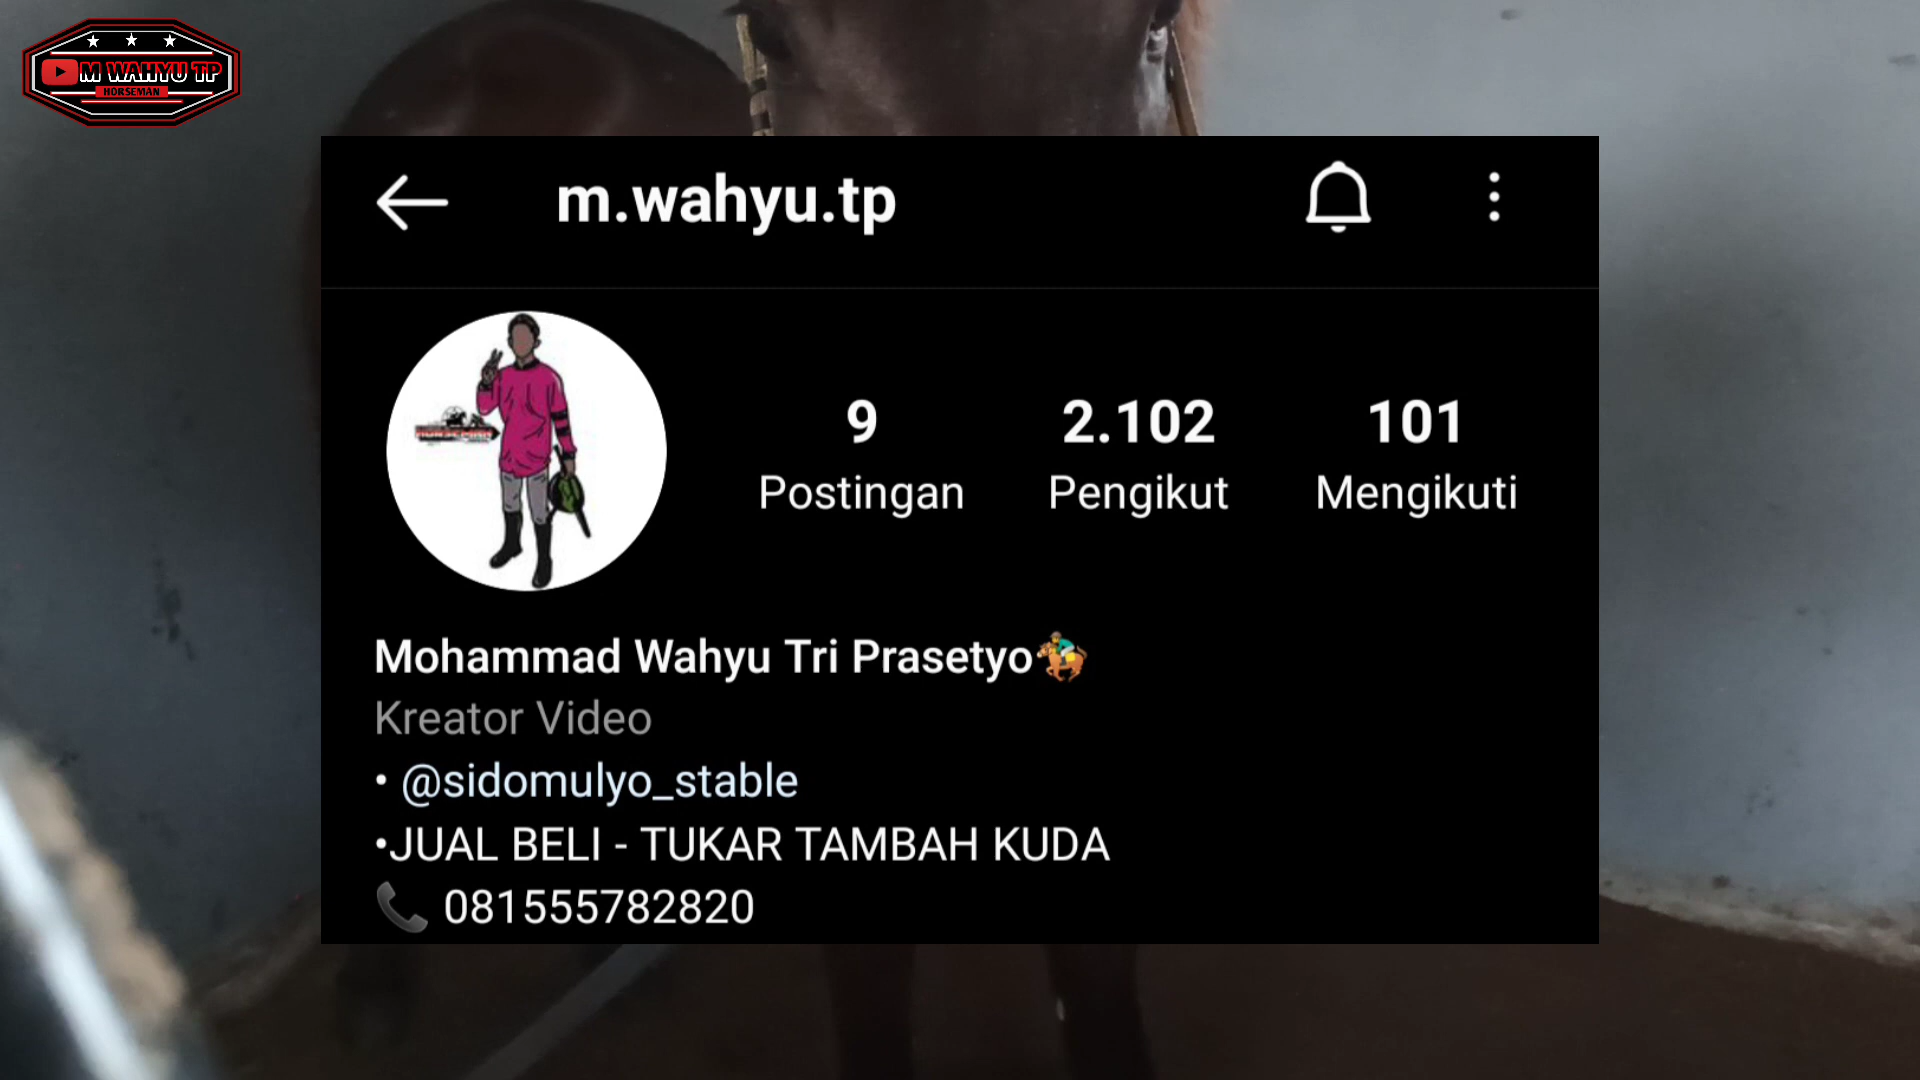 M WAHYU TP
HORSEMAN
m.wahyu.tp
HORSEMAN
9
2.102
101
Postingan
Pengikut
Mengikuti
Mohammad Wahyu Tri Prasetyo🏇
Kreator Video
• @sidomulyo_stable
•JUAL BELI - TUKAR TAMBAH KUDA
📞 081555782820